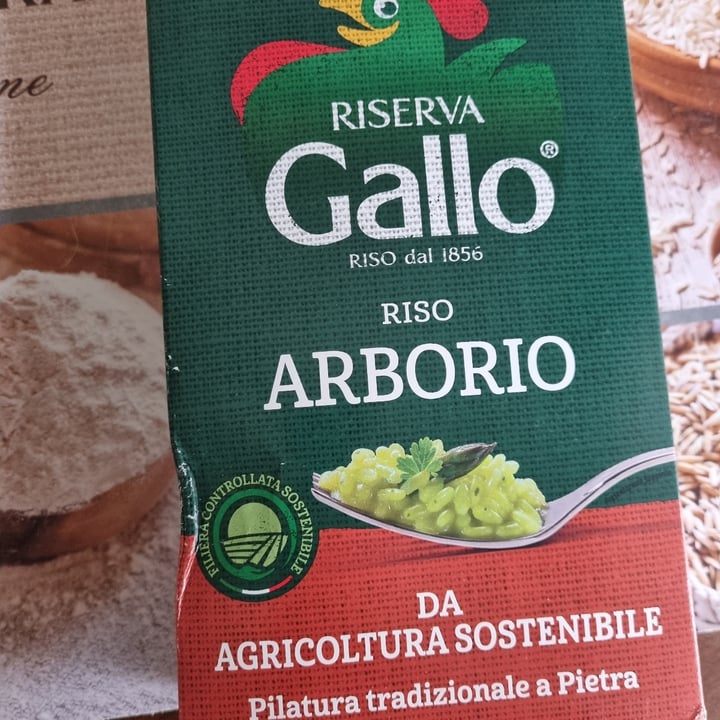 RISERVA
Gallo®
RISO dal 1856
RISO
ARBORIO
FILIERA CONTROLLATA SOSTENIBILE
DA
AGRICOLTURA SOSTENIBILE
Pilatura tradizionale a Pietra